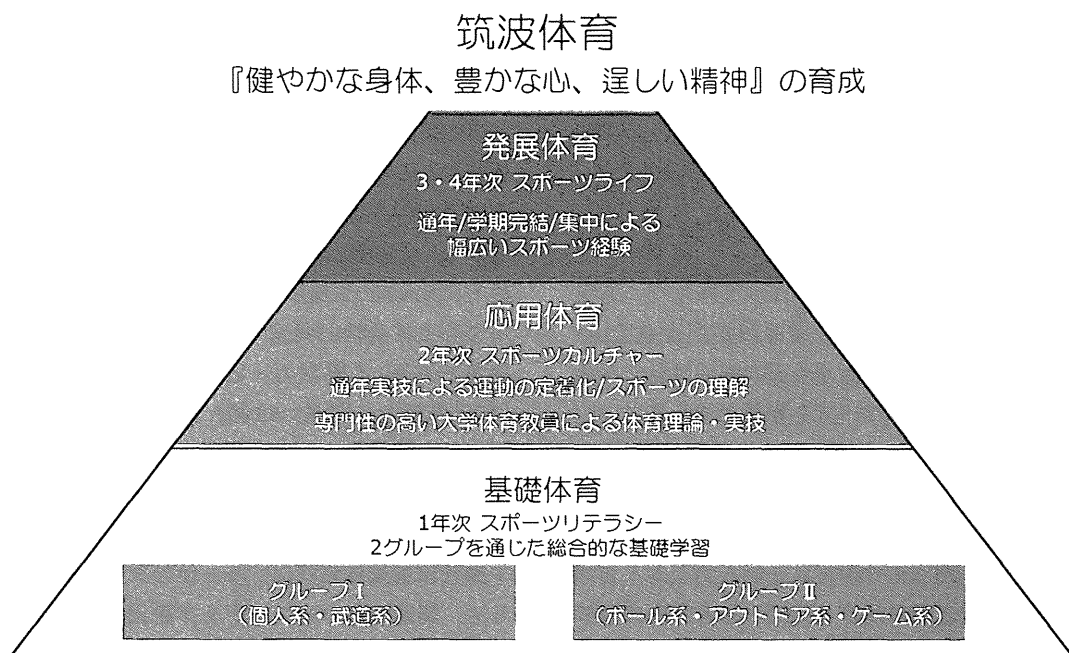 筑波体育
『健やかな身体、豊かな心、逞しい精神』の育成
発展体育
3・4年次 スポーツライフ
通年/学期完結/集中による
幅広いスポーツ経験
応用体育
2年次 スポーツカルチャー
通年実技による運動の定着化/スポーツの理解
専門性の高い大学体育教員による体育理論・実技
基礎体育
1年次 スポーツリテラシー
2グループを通じた総合的な基礎学習
グループⅠ
(個人系・武道系)
グループⅡ
(ボール系・アウトドア系・ゲーム系)